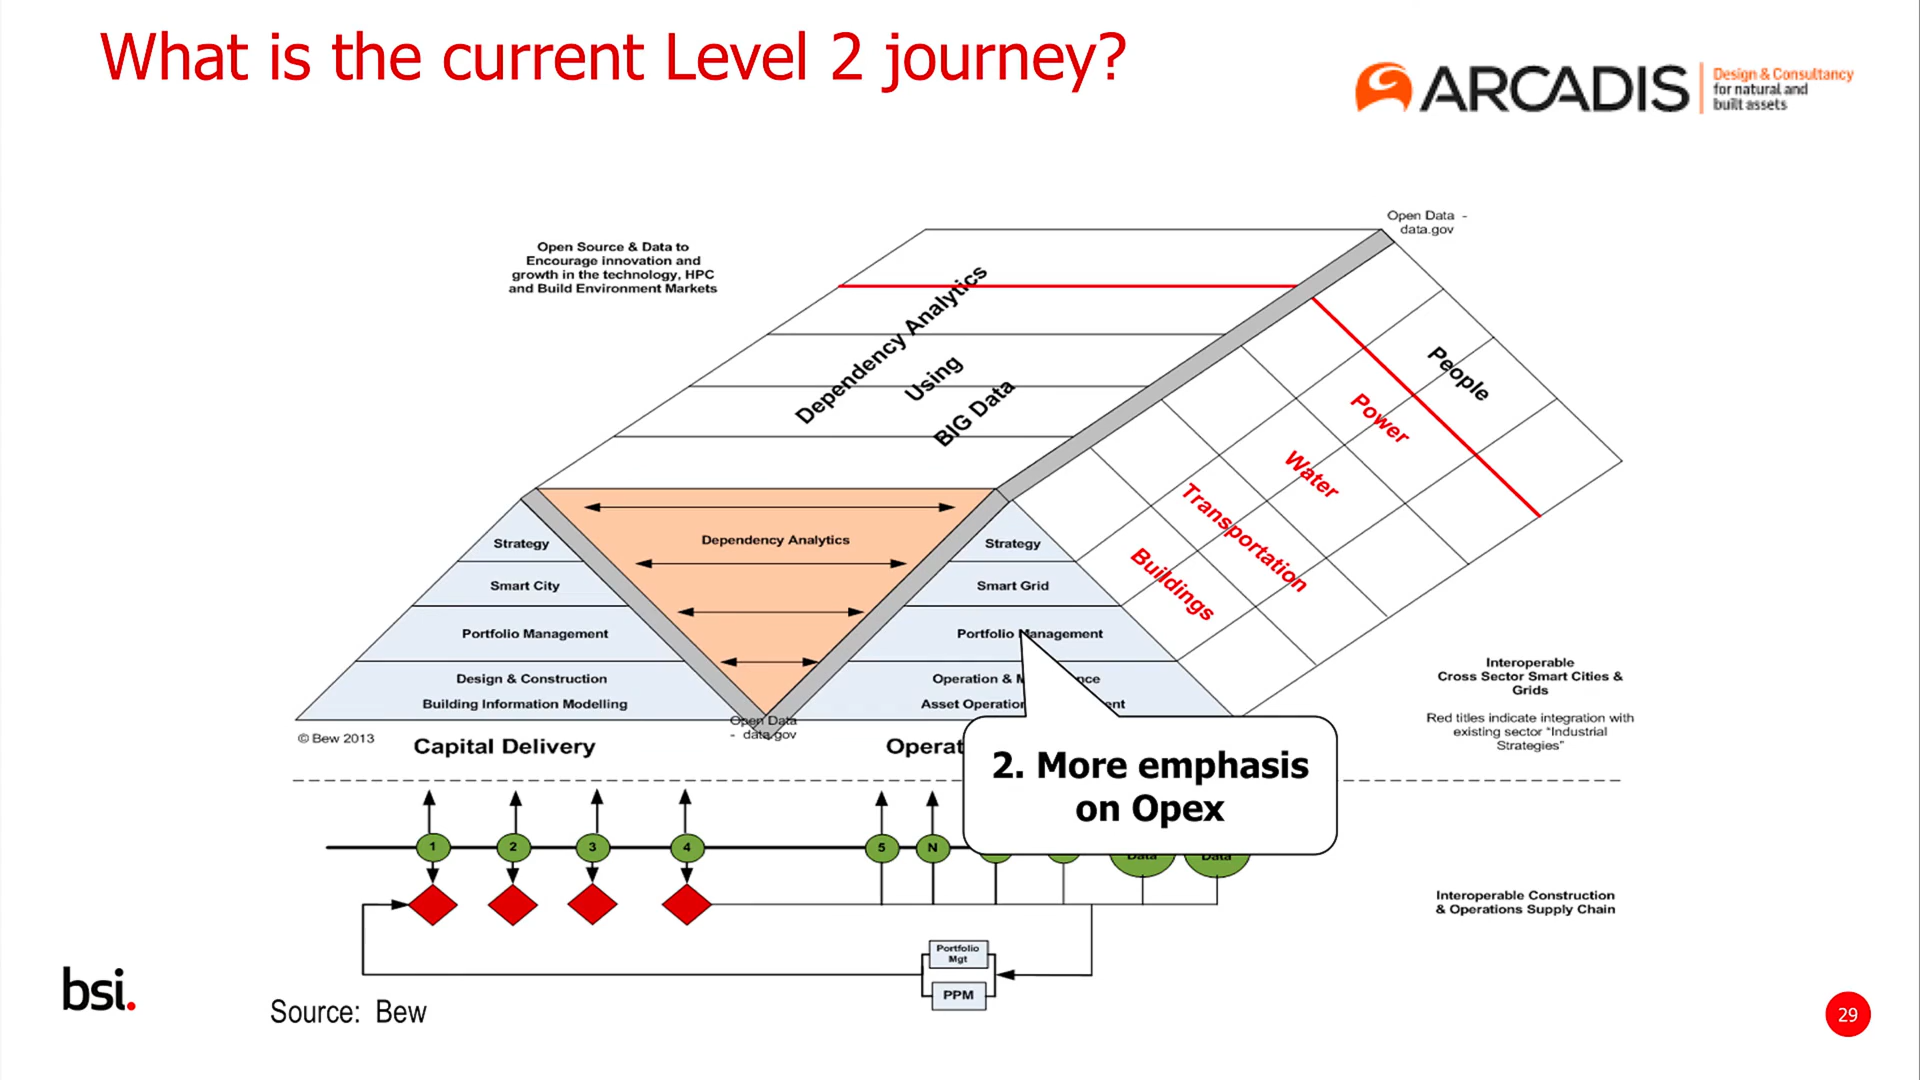 What is the current Level 2 journey?
ARCADIS
Design & Consultancy
for natural and
built assets
Open Data -
data.gov
Open Source & Data to
Encourage innovation and
growth in the technology, HPC
and Build Environment Markets
Dependency Analytics
Using
BIG Data
People
Power
Water
Transportation
Buildings
Dependency Analytics
Strategy
Smart City
Portfolio Management
Design & Construction
Building Information Modelling
Strategy
Smart Grid
Portfolio Management
Operation & M nce
Asset Operation ent
Open Data
- data.gov
© Bew 2013
Capital Delivery
Operat
Interoperable
Cross Sector Smart Cities &
Grids
Red titles indicate integration with
existing sector "Industrial
Strategies"
2. More emphasis
on Opex
1 2 3 4 5 N
Data Data
Interoperable Construction
& Operations Supply Chain
Portfolio
Mgt
PPM
bsi.
Source: Bew
29